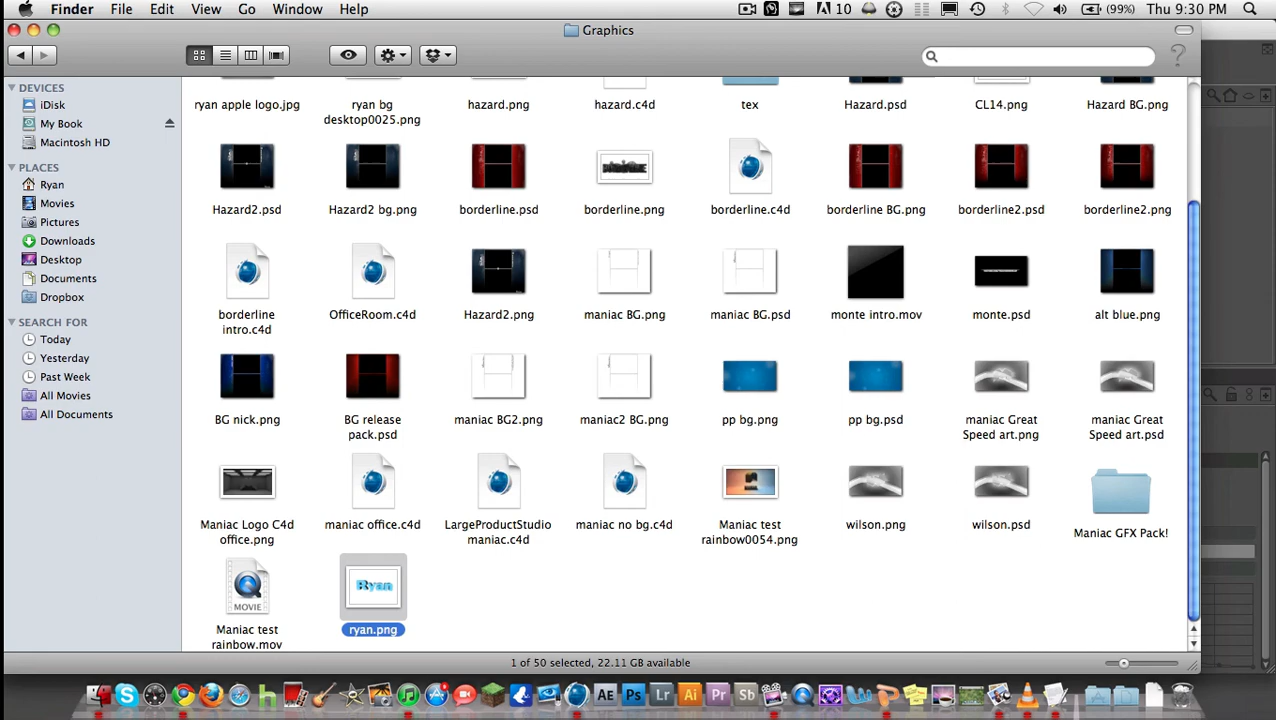 Finder File Edit View Go Window Help
10 (99%) Thu 9:30 PM
Graphics
DEVICES
iDisk
My Book
Macintosh HD
PLACES
Ryan
Movies
Pictures
Downloads
Desktop
Documents
Dropbox
SEARCH FOR
Today
Yesterday
Past Week
All Movies
All Documents
ryan apple logo.jpg
ryan bg
desktop0025.png
hazard.png
hazard.c4d
tex
Hazard.psd
CL14.png
Hazard BG.png
Hazard2.psd
Hazard2 bg.png
borderline.psd
borderline.png
borderline.c4d
borderline BG.png
borderline2.psd
borderline2.png
borderline
intro.c4d
OfficeRoom.c4d
Hazard2.png
maniac BG.png
maniac BG.psd
monte intro.mov
monte.psd
alt blue.png
BG nick.png
BG release
pack.psd
maniac BG2.png
maniac2 BG.png
pp bg.png
pp bg.psd
maniac Great
Speed art.png
maniac Great
Speed art.psd
Maniac Logo C4d
office.png
maniac office.c4d
LargeProductStudio
maniac.c4d
maniac no bg.c4d
Maniac test
rainbow0054.png
wilson.png
wilson.psd
Maniac GFX Pack!
MOVIE
Maniac test
rainbow.mov
Ryan
ryan.png
1 of 50 selected, 22.11 GB available
AE Ps Lr Ai Pr Sb